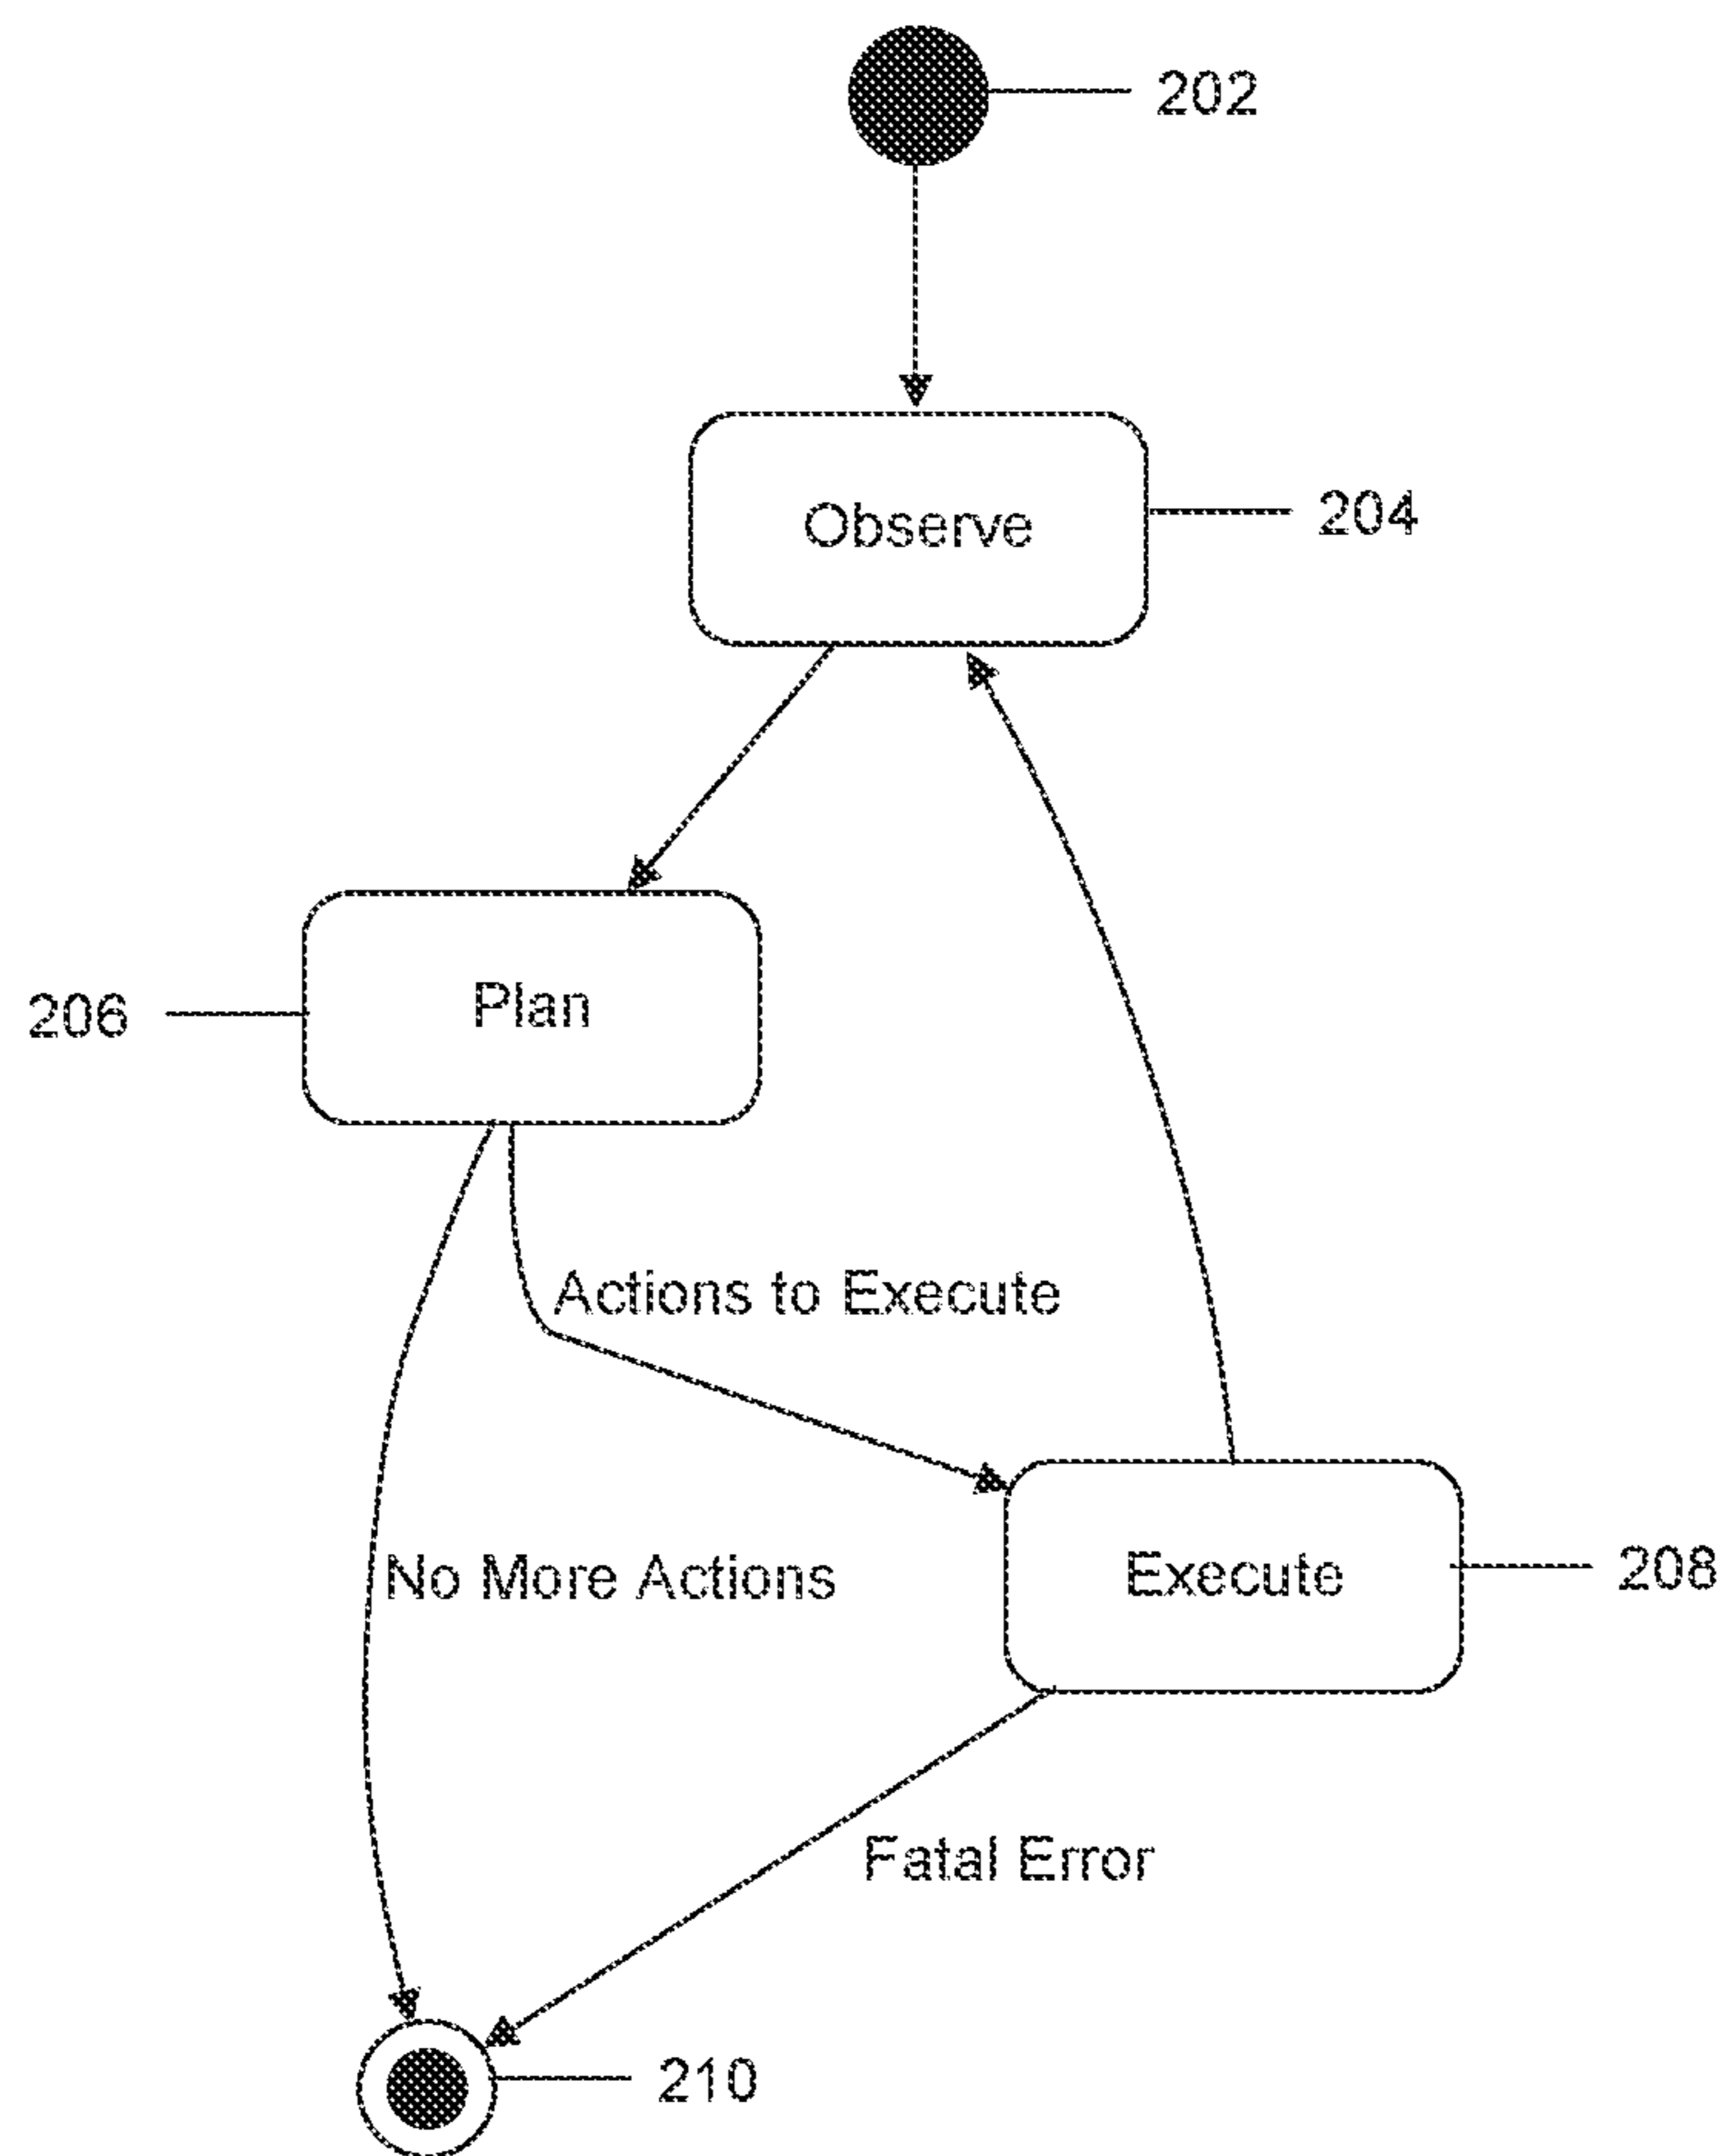 202
Observe
204
206
Plan
Actions to Execute
No More Actions
Execute
208
Fatal Error
210